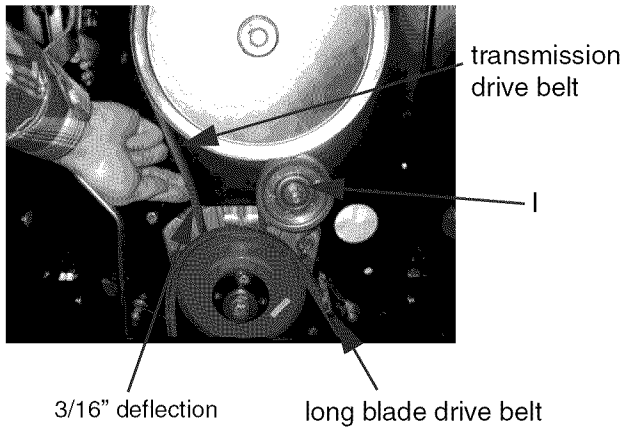 transmission
drive belt
I
3/16” deflection
long blade drive belt